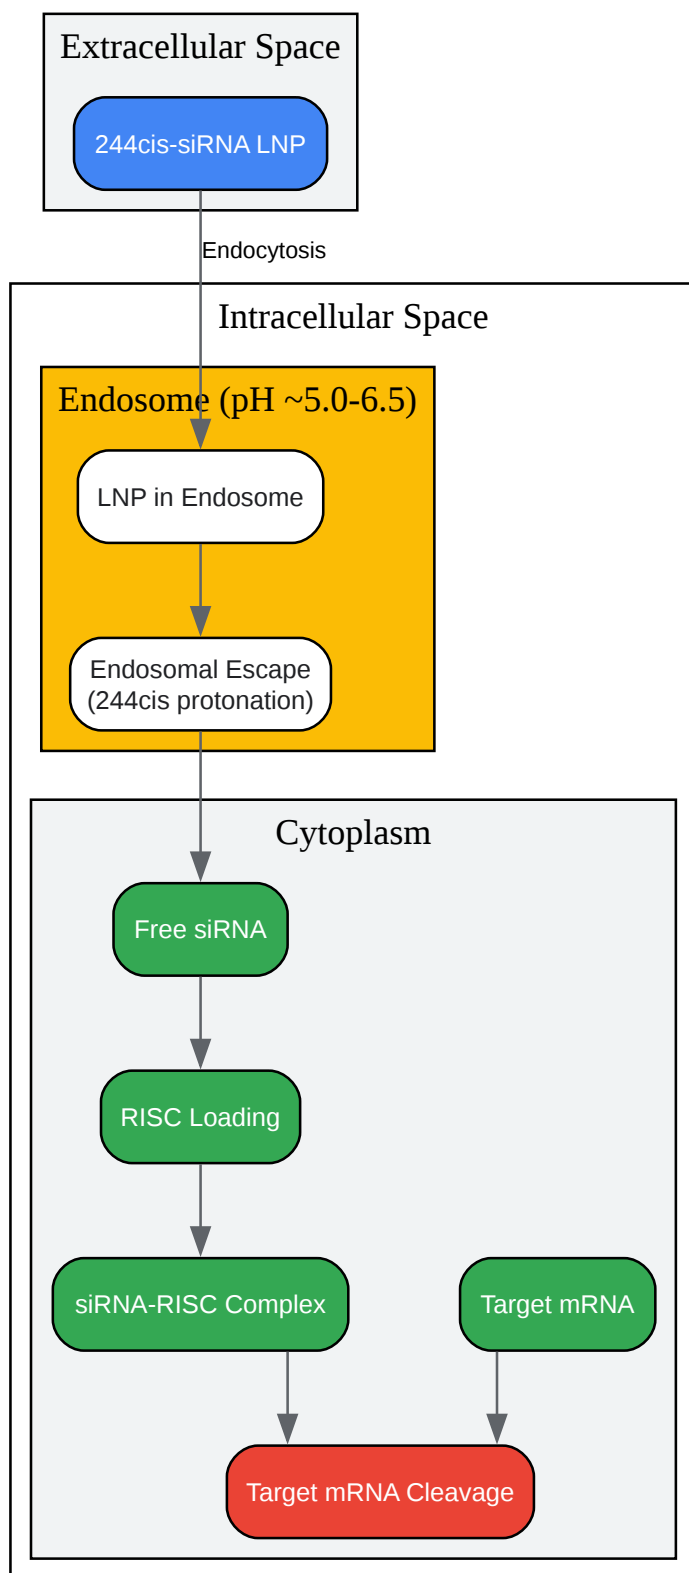 Extracellular Space
244cis-siRNA LNP
Endocytosis
Intracellular Space
Endosome (pH ~5.0-6.5)
LNP in Endosome
Endosomal Escape
(244cis protonation)
Cytoplasm
Free siRNA
RISC Loading
siRNA-RISC Complex
Target mRNA
Target mRNA Cleavage